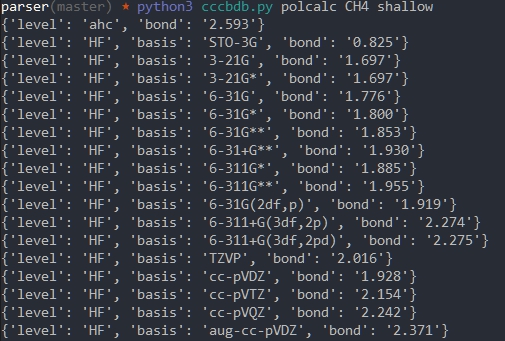 parser(master) ★ python3 cccbdb.py polcalc CH4 shallow
{'level': 'ahc', 'bond': '2.593'}
{'level': 'HF', 'basis': 'STO-3G', 'bond': '0.825'}
{'level': 'HF', 'basis': '3-21G', 'bond': '1.697'}
{'level': 'HF', 'basis': '3-21G*', 'bond': '1.697'}
{'level': 'HF', 'basis': '6-31G', 'bond': '1.776'}
{'level': 'HF', 'basis': '6-31G*', 'bond': '1.800'}
{'level': 'HF', 'basis': '6-31G**', 'bond': '1.853'}
{'level': 'HF', 'basis': '6-31+G**', 'bond': '1.930'}
{'level': 'HF', 'basis': '6-311G*', 'bond': '1.885'}
{'level': 'HF', 'basis': '6-311G**', 'bond': '1.955'}
{'level': 'HF', 'basis': '6-31G(2df,p)', 'bond': '1.919'}
{'level': 'HF', 'basis': '6-311+G(3df,2p)', 'bond': '2.274'}
{'level': 'HF', 'basis': '6-311+G(3df,2pd)', 'bond': '2.275'}
{'level': 'HF', 'basis': 'TZVP', 'bond': '2.016'}
{'level': 'HF', 'basis': 'cc-pVDZ', 'bond': '1.928'}
{'level': 'HF', 'basis': 'cc-pVTZ', 'bond': '2.154'}
{'level': 'HF', 'basis': 'cc-pVQZ', 'bond': '2.242'}
{'level': 'HF', 'basis': 'aug-cc-pVDZ', 'bond': '2.371'}